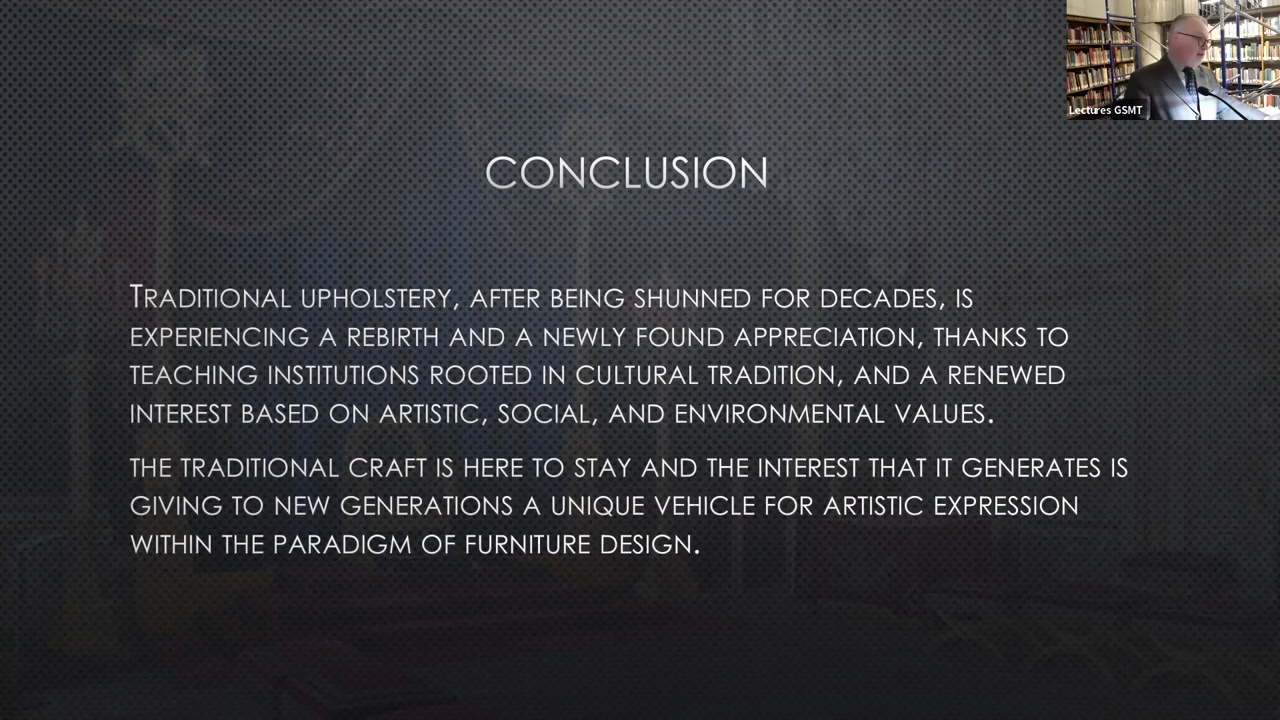 Lectures GSMT
CONCLUSION
TRADITIONAL UPHOLSTERY, AFTER BEING SHUNNED FOR DECADES, IS
EXPERIENCING A REBIRTH AND A NEWLY FOUND APPRECIATION, THANKS TO
TEACHING INSTITUTIONS ROOTED IN CULTURAL TRADITION, AND A RENEWED
INTEREST BASED ON ARTISTIC, SOCIAL, AND ENVIRONMENTAL VALUES.
THE TRADITIONAL CRAFT IS HERE TO STAY AND THE INTEREST THAT IT GENERATES IS
GIVING TO NEW GENERATIONS A UNIQUE VEHICLE FOR ARTISTIC EXPRESSION
WITHIN THE PARADIGM OF FURNITURE DESIGN.